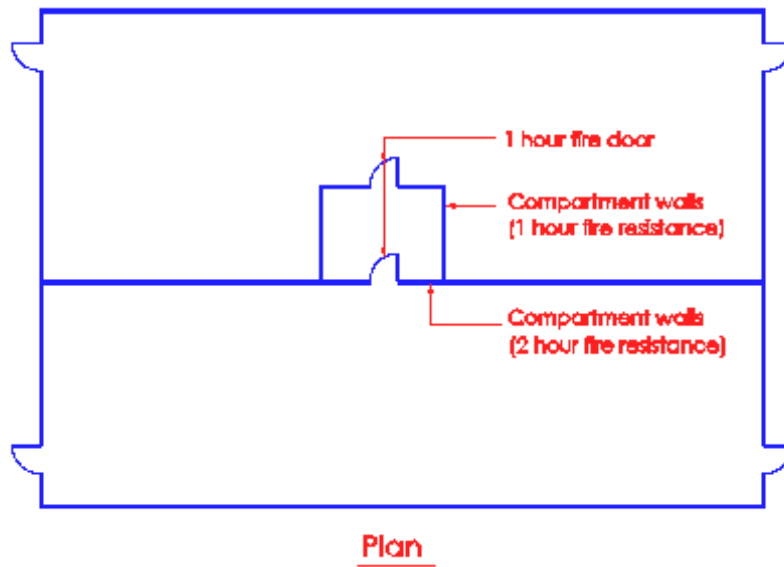 1 hour fire door
Compartment walls
(1 hour fire resistance)
Compartment walls
(2 hour fire resistance)
Plan